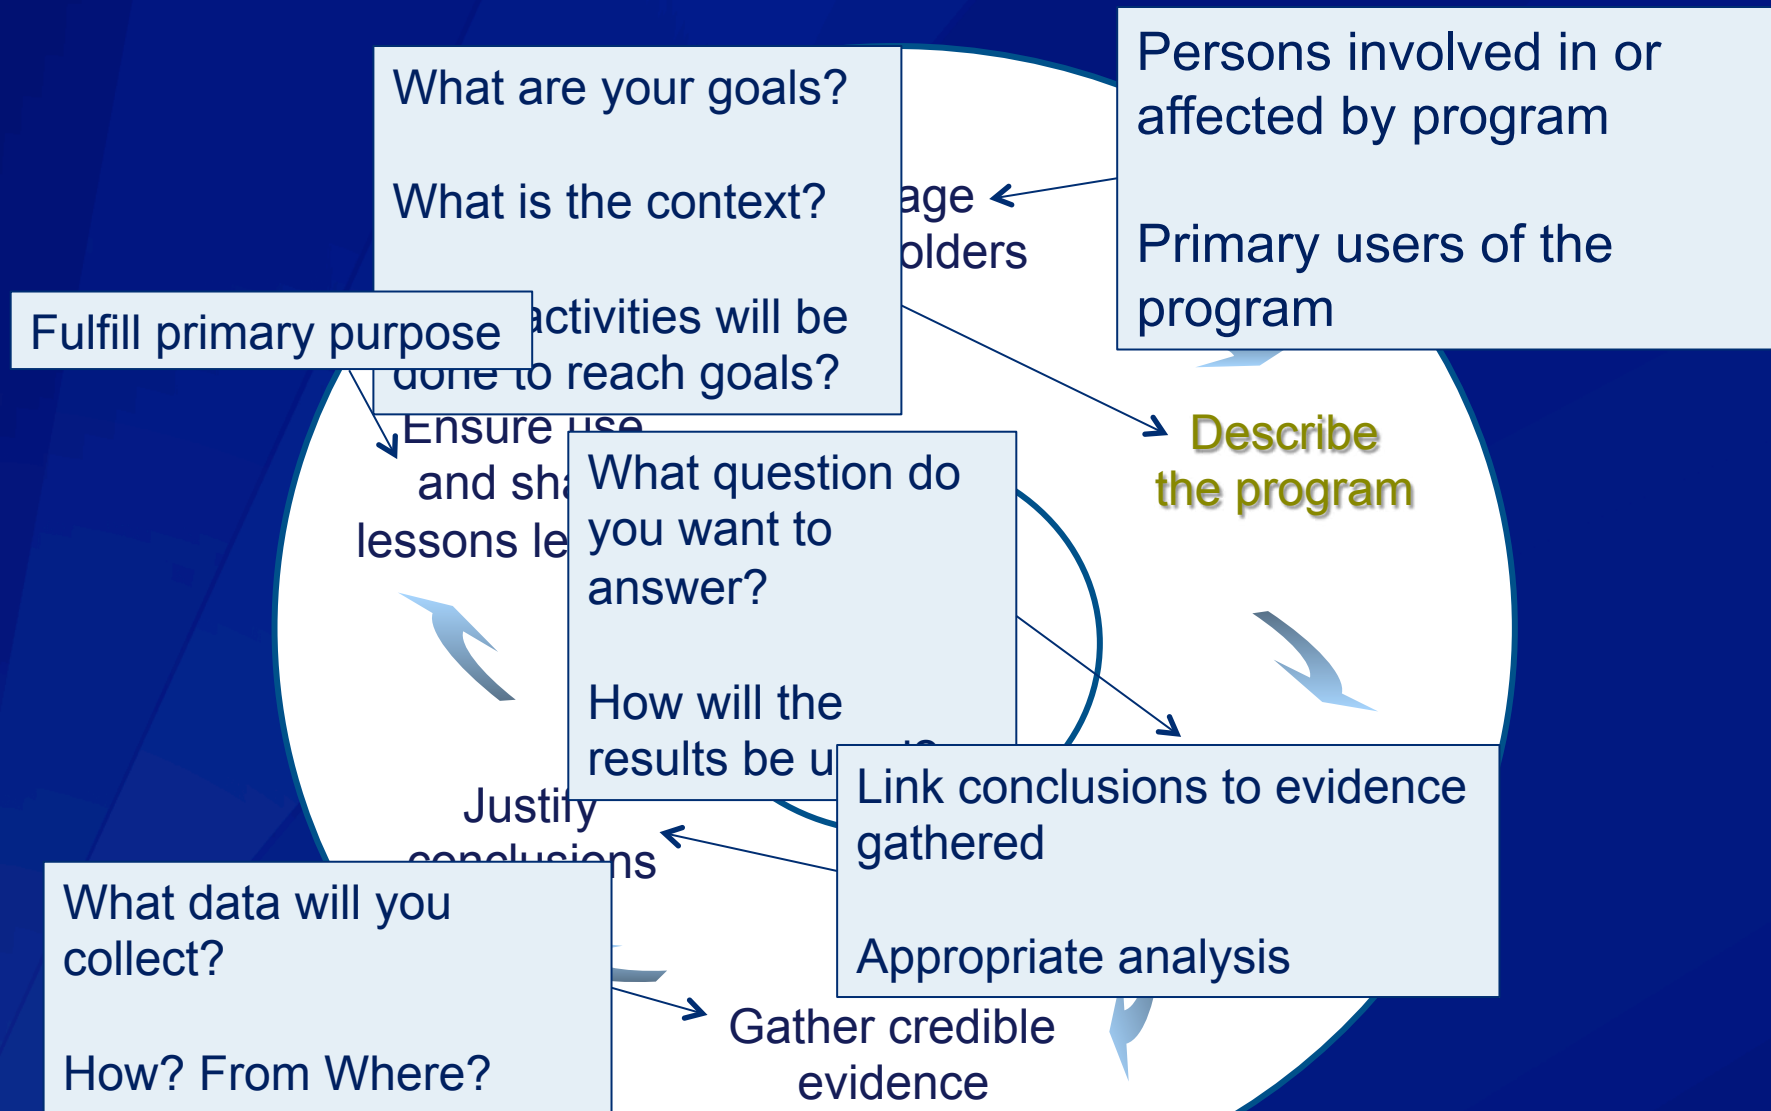 What are your goals?
What is the context?
activities will be
done to reach goals?
Persons involved in or
affected by program
Primary users of the
program
Fulfill primary purpose
age
olders
Describe
the program
Ensure use
and sha
lessons le
What question do
you want to
answer?
How will the
results be u
Link conclusions to evidence
gathered
Appropriate analysis
Justify
conclusions
What data will you
collect?
How? From Where?
Gather credible
evidence